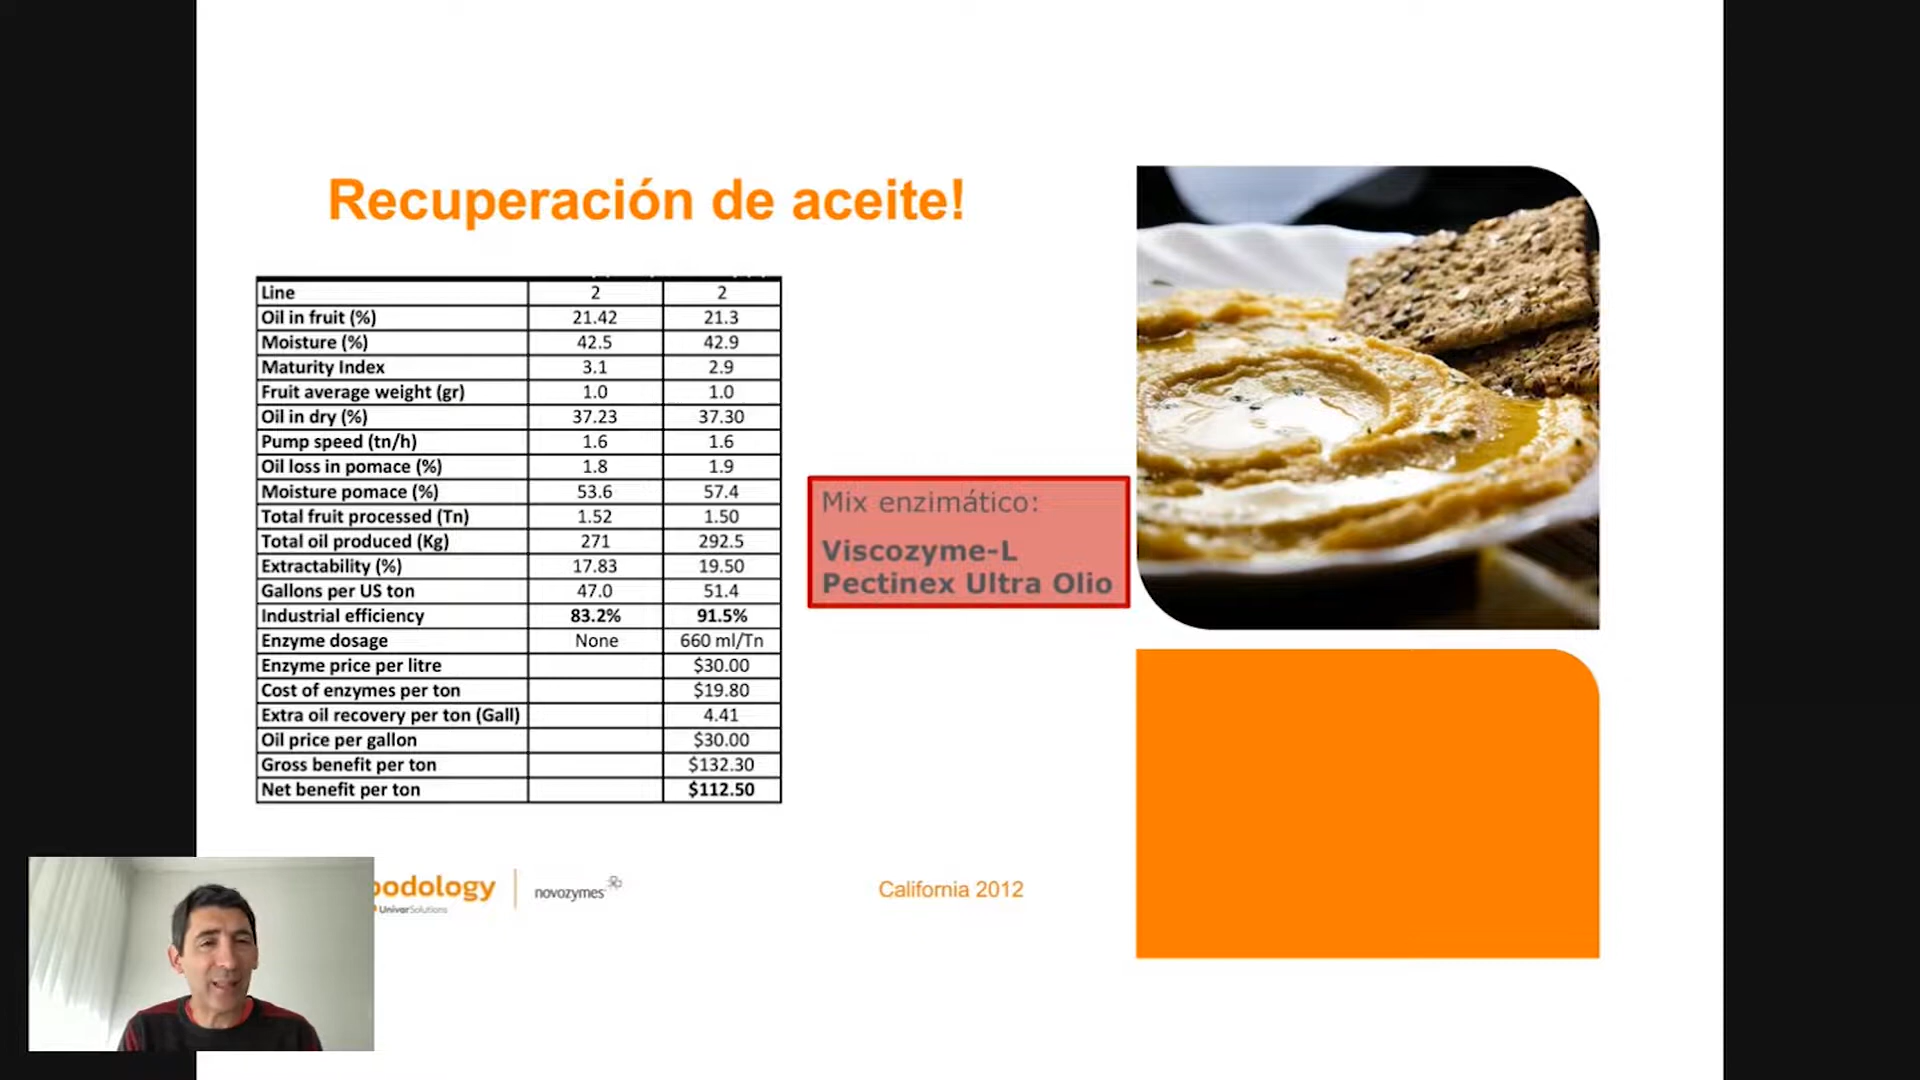 Recuperación de aceite!
Line 2 2
Oil in fruit (%) 21.42 21.3
Moisture (%) 42.5 42.9
Maturity Index 3.1 2.9
Fruit average weight (gr) 1.0 1.0
Oil in dry (%) 37.23 37.30
Pump speed (tn/h) 1.6 1.6
Oil loss in pomace (%) 1.8 1.9
Moisture pomace (%) 53.6 57.4
Total fruit processed (Tn) 1.52 1.50
Total oil produced (Kg) 271 292.5
Extractability (%) 17.83 19.50
Gallons per US ton 47.0 51.4
Industrial efficiency 83.2% 91.5%
Enzyme dosage None 660 ml/Tn
Enzyme price per litre $30.00
Cost of enzymes per ton $19.80
Extra oil recovery per ton (Gall) 4.41
Oil price per gallon $30.00
Gross benefit per ton $132.30
Net benefit per ton $112.50
Mix enzimático:
Viscozyme-L
Pectinex Ultra Olio
odology
UnivarSolutions
novozymes
California 2012